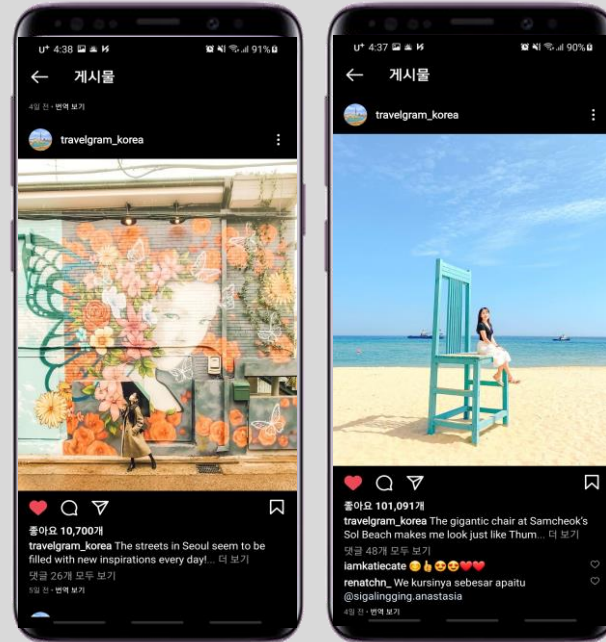 U⁺ 4:38 91%
← 게시물
4일 전 · 번역 보기
travelgram_korea
좋아요 10,700개
travelgram_korea The streets in Seoul seem to be
filled with new inspirations every day!... 더 보기
댓글 26개 모두 보기
5일 전 · 번역 보기
U⁺ 4:37 90%
← 게시물
travelgram_korea
좋아요 101,091개
travelgram_korea The gigantic chair at Samcheok's
Sol Beach makes me look just like Thum... 더 보기
댓글 48개 모두 보기
iamkatiecate 😊👍😍😍❤️❤️
renatchn_ We kursinya sebesar apaitu
@sigalingging.anastasia
4일 전 · 번역 보기